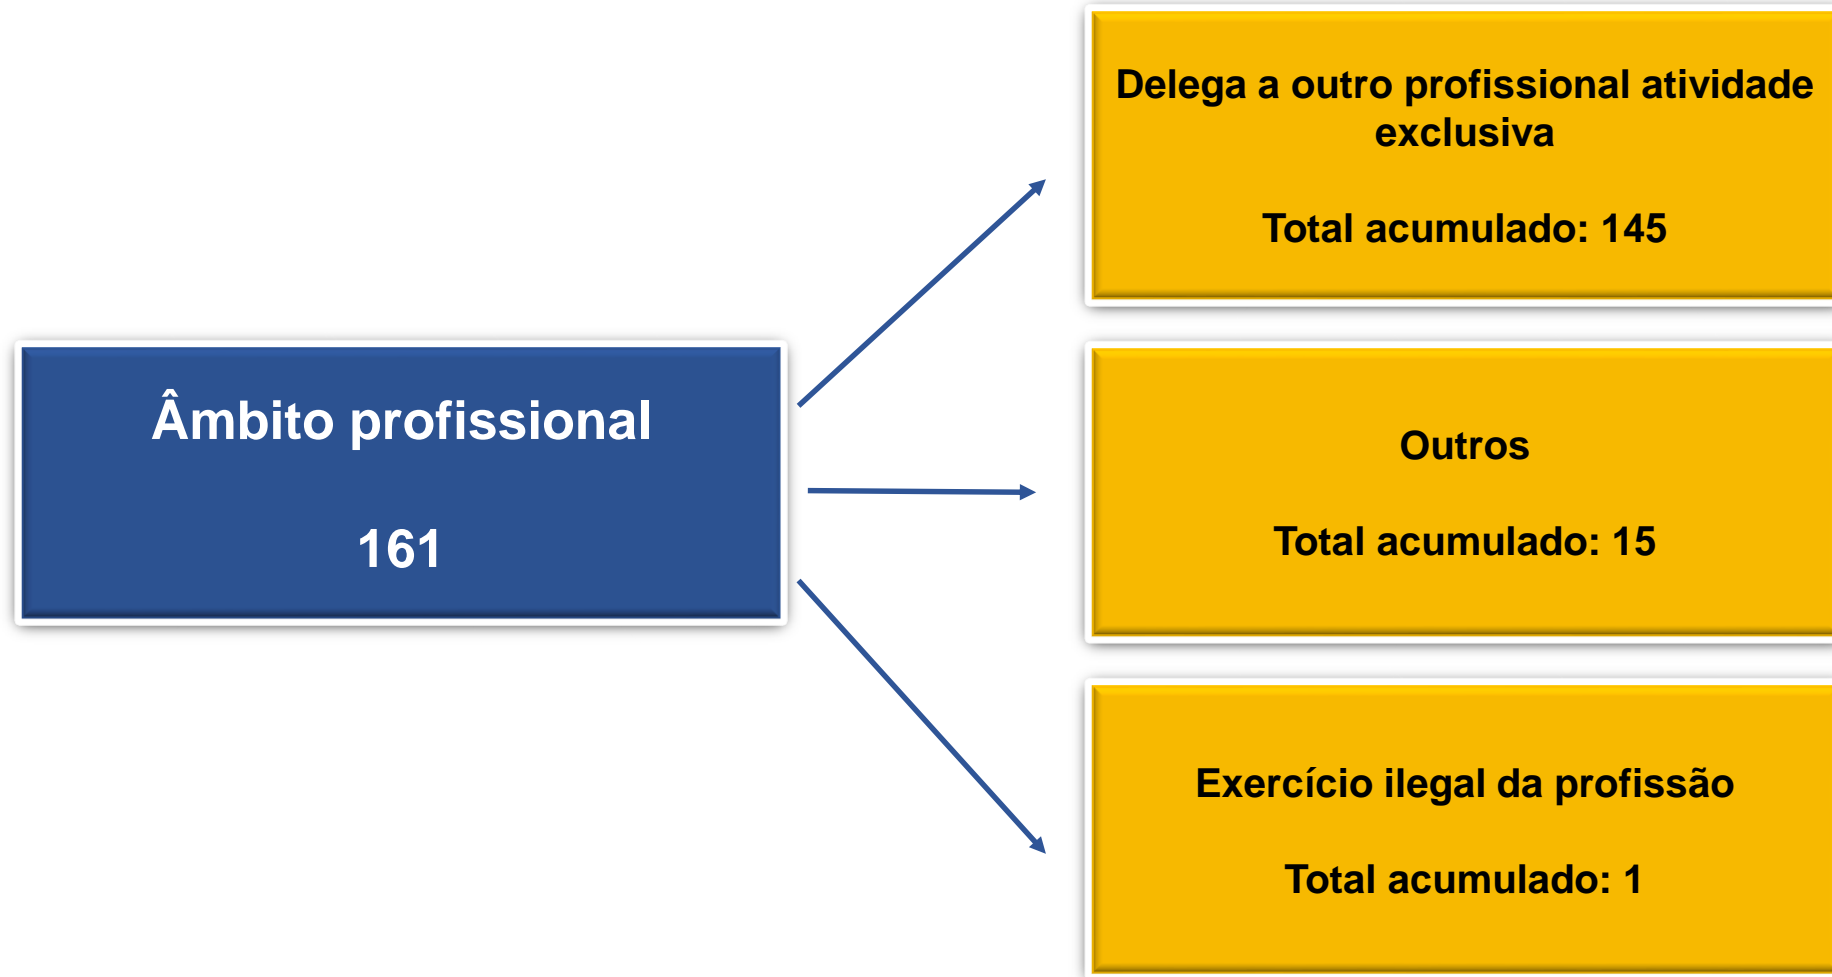 Âmbito profissional
161
Delega a outro profissional atividade
exclusiva
Total acumulado: 145
Outros
Total acumulado: 15
Exercício ilegal da profissão
Total acumulado: 1